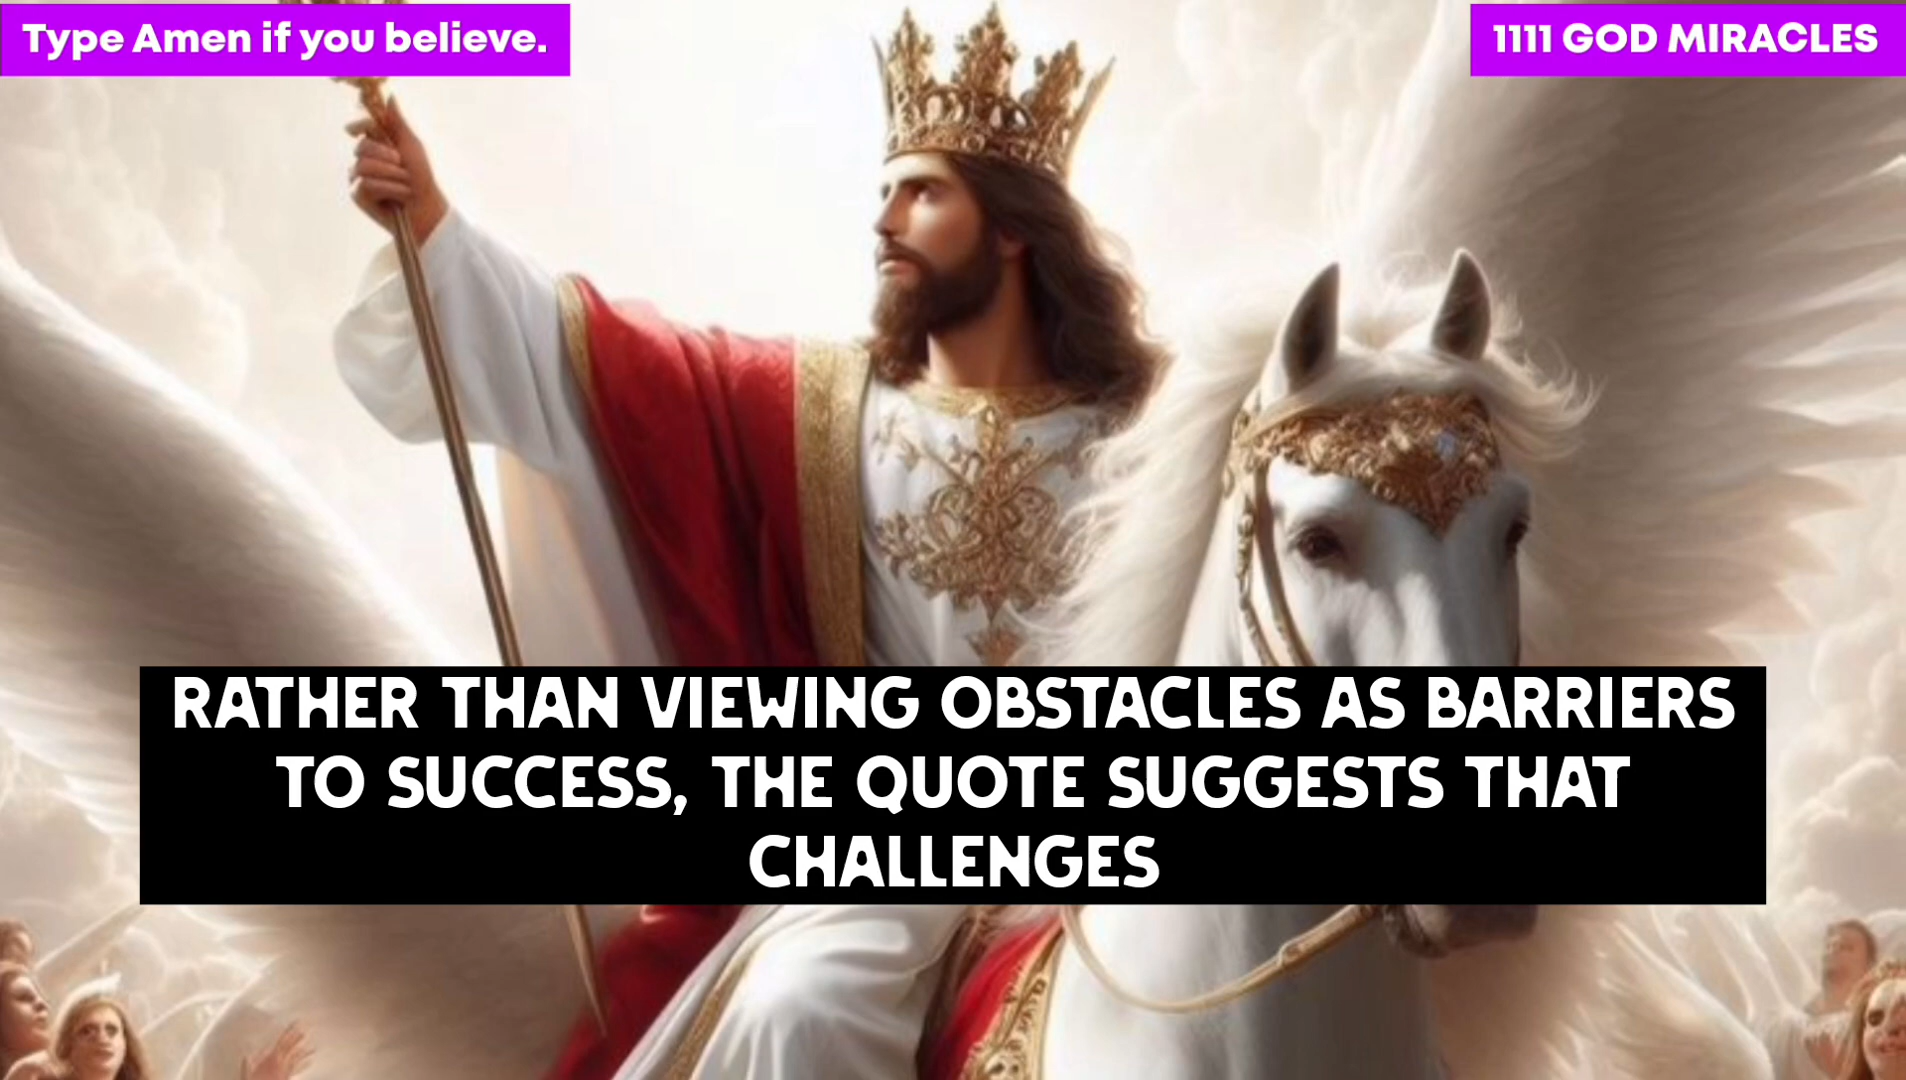 Type Amen if you believe.
1111 GOD MIRACLES
RATHER THAN VIEWING OBSTACLES AS BARRIERS
TO SUCCESS, THE QUOTE SUGGESTS THAT
CHALLENGES